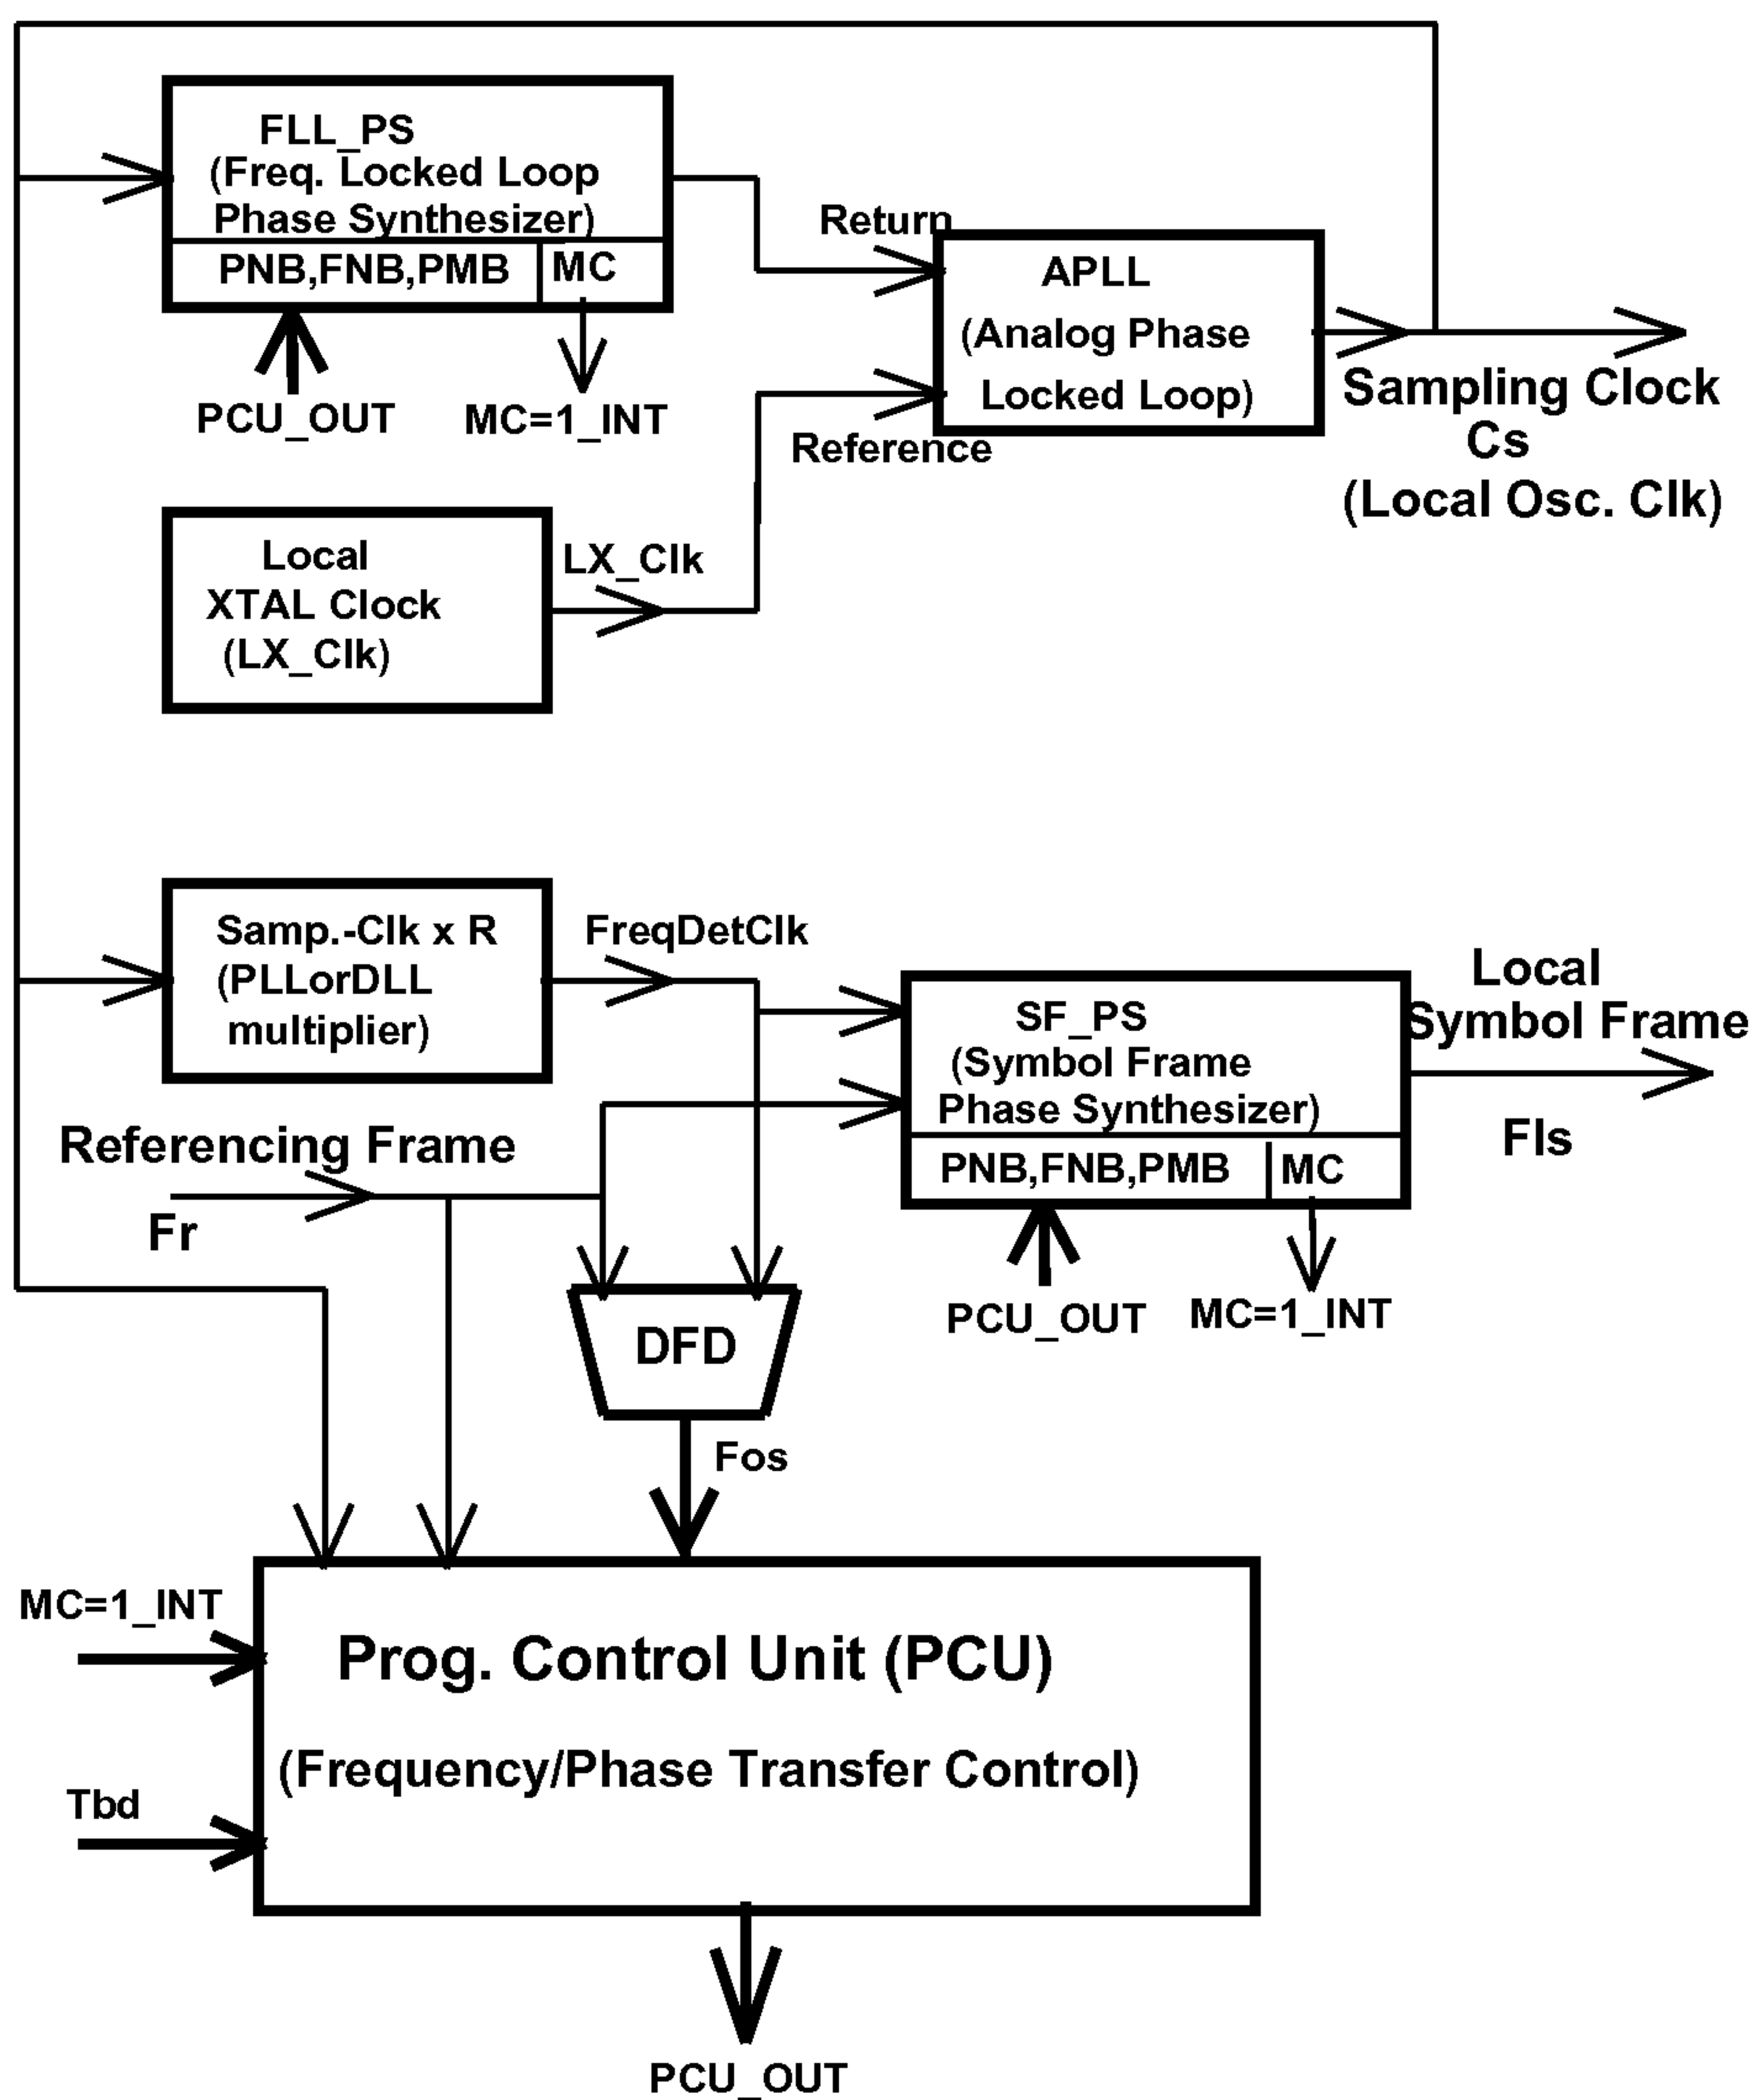 FLL_PS
(Freq. Locked Loop
Phase Synthesizer)
PNB,FNB,PMB
MC
PCU_OUT
MC=1_INT
Return
Reference
APLL
(Analog Phase
Locked Loop)
Sampling Clock
Cs
(Local Osc. Clk)
Local
XTAL Clock
(LX_Clk)
LX_Clk
Samp.-Clk x R
(PLLorDLL
multiplier)
FreqDetClk
SF_PS
(Symbol Frame
Phase Synthesizer)
PNB,FNB,PMB
MC
Local
Symbol Frame
Fls
Referencing Frame
Fr
PCU_OUT
MC=1_INT
DFD
Fos
MC=1_INT
Prog. Control Unit (PCU)
(Frequency/Phase Transfer Control)
Tbd
PCU_OUT